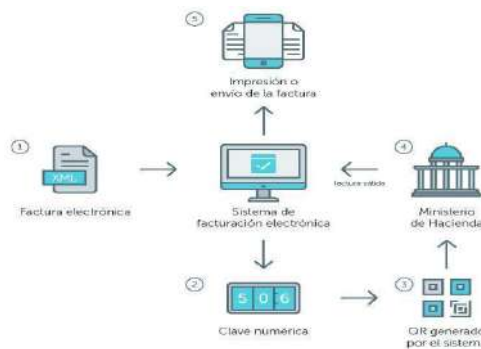 5
Impresión o
envío de la factura
1
XML
Factura electrónica
Sistema de
facturación electrónica
factura válida
4
Ministerio
de Hacienda
2
5 0 6
Clave numérica
3
QR generado
por el sistema